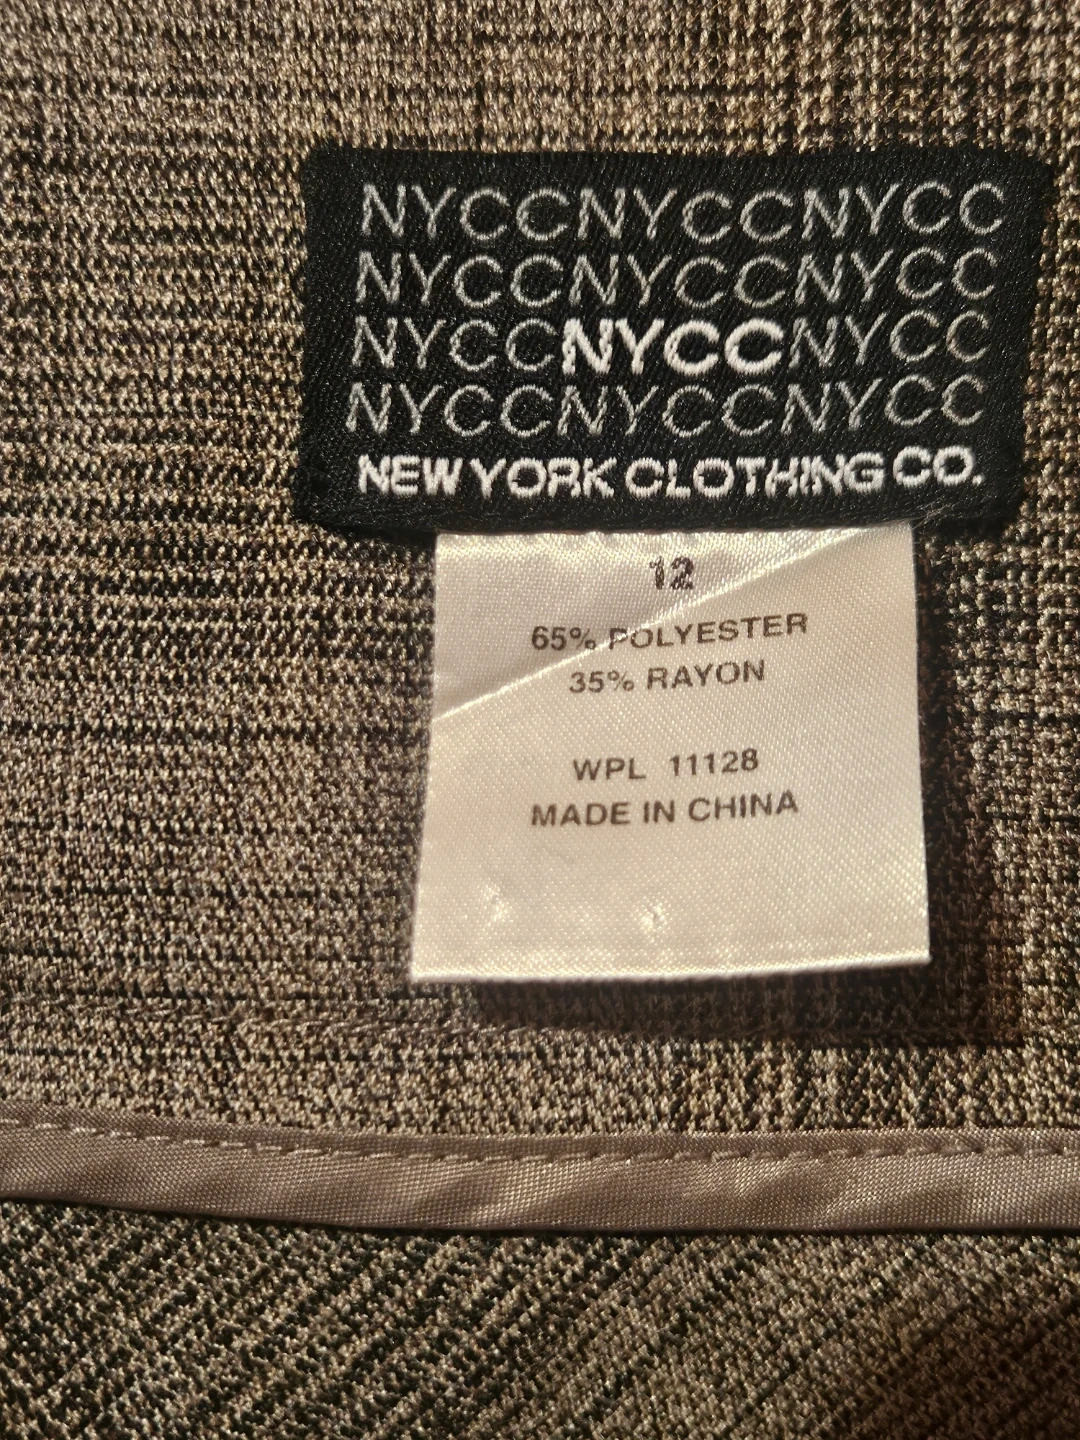 NYCCNYCCNYCC
NYCCNYCCNYCC
NYCCNYCCNYCC
NYCCNYCCNYCC
NEW YORK CLOTHING CO.
12
65% POLYESTER
35% RAYON
WPL 11128
MADE IN CHINA